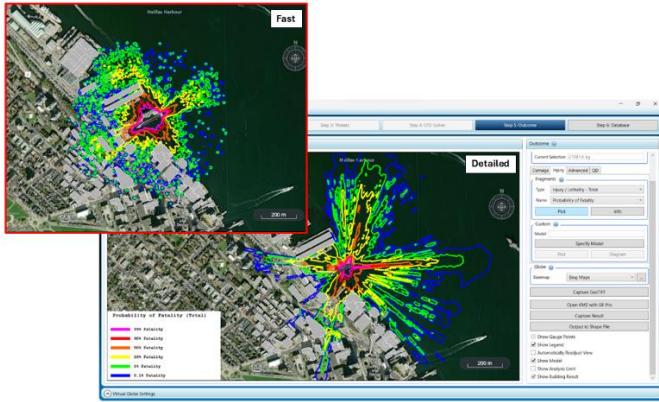 Halifax Harbour
Fast
N
200 m
Step 3: Threats
Step 4: CFD Solver
Step 5: Outcome
Step 6: Database
Outcome
Current Selection
Damage
Injury
Advanced
QD
Fragments
Type
Injury / Lethality - Total
Name
Probability of Fatality
Plot
Info
Custom
Model
Specify Model
Plot
Diagram
Globe
Basemap
Bing Maps
...
Capture GeoTIFF
Open KMZ with GE Pro
Capture Result
Output to Shape File
Show Gauge Points
Show Legend
Automatically Readjust View
Show Model
Show Analysis Limit
Show Building Result
Halifax Harbour
Detailed
N
200 m
Probability of Fatality (Total)
99% Fatality
90% Fatality
50% Fatality
10% Fatality
1% Fatality
0.1% Fatality
Virtual Globe Settings